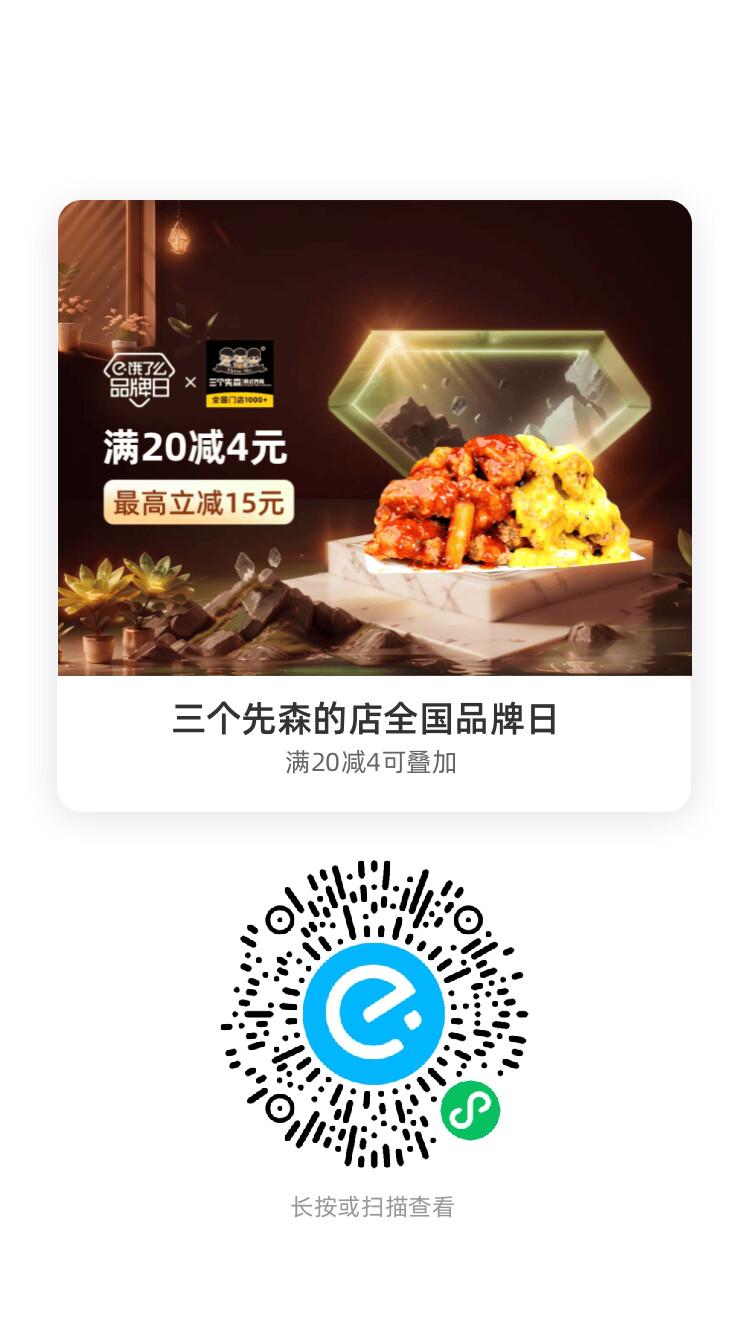 饿了么
品牌日
×
三个先森
全国门店1000+
满20减4元
最高立减15元
三个先森的店全国品牌日
满20减4可叠加
长按或扫描查看